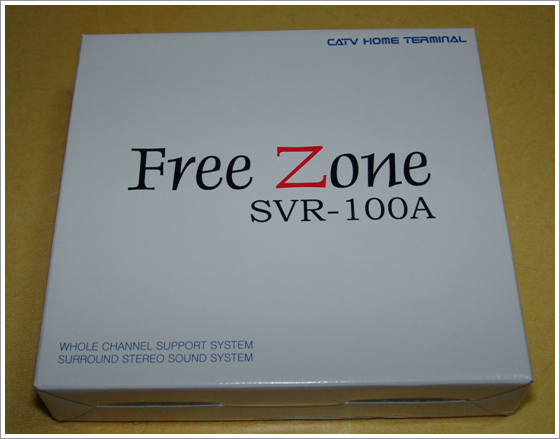 CATV HOME TERMINAL
Free Zone
SVR-100A
WHOLE CHANNEL SUPPORT SYSTEM
SURROUND STEREO SOUND SYSTEM